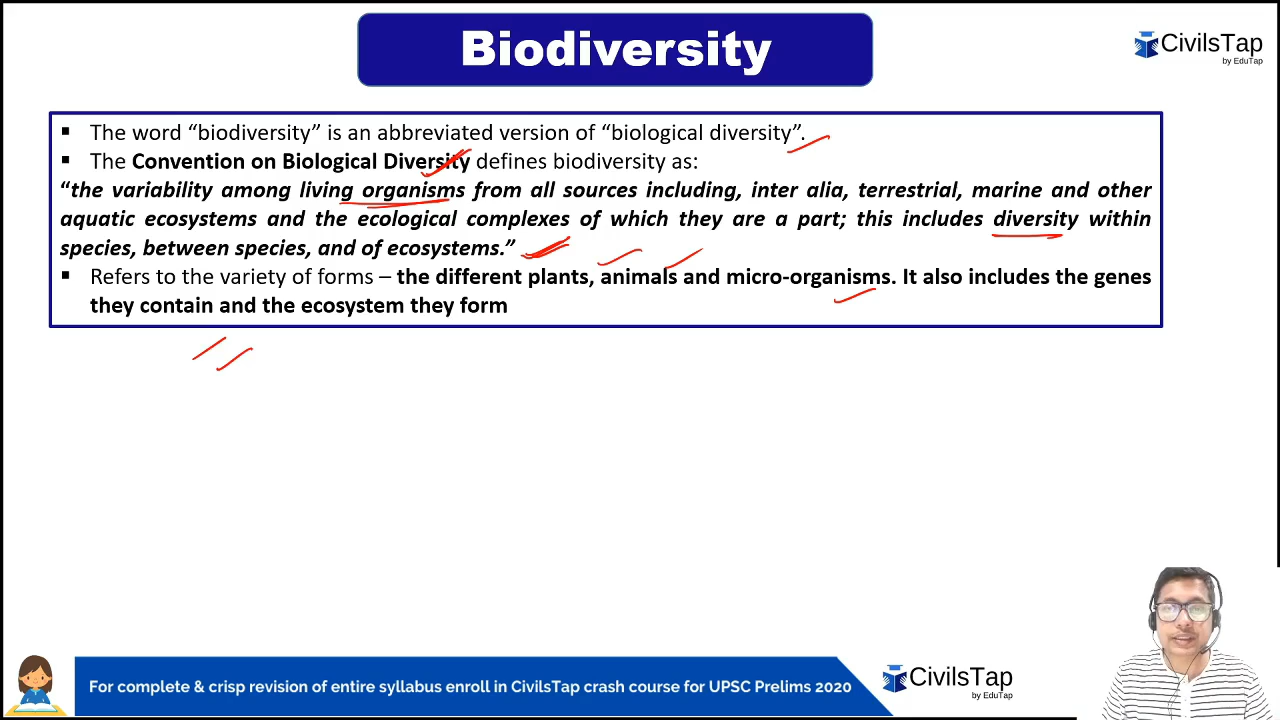 Biodiversity
CivilsTap
by EduTap
▪ The word “biodiversity” is an abbreviated version of “biological diversity”.
▪ The Convention on Biological Diversity defines biodiversity as:
“the variability among living organisms from all sources including, inter alia, terrestrial, marine and other
aquatic ecosystems and the ecological complexes of which they are a part; this includes diversity within
species, between species, and of ecosystems.”
▪ Refers to the variety of forms – the different plants, animals and micro-organisms. It also includes the genes
they contain and the ecosystem they form
For complete & crisp revision of entire syllabus enroll in CivilsTap crash course for UPSC Prelims 2020
CivilsTap
by EduTap